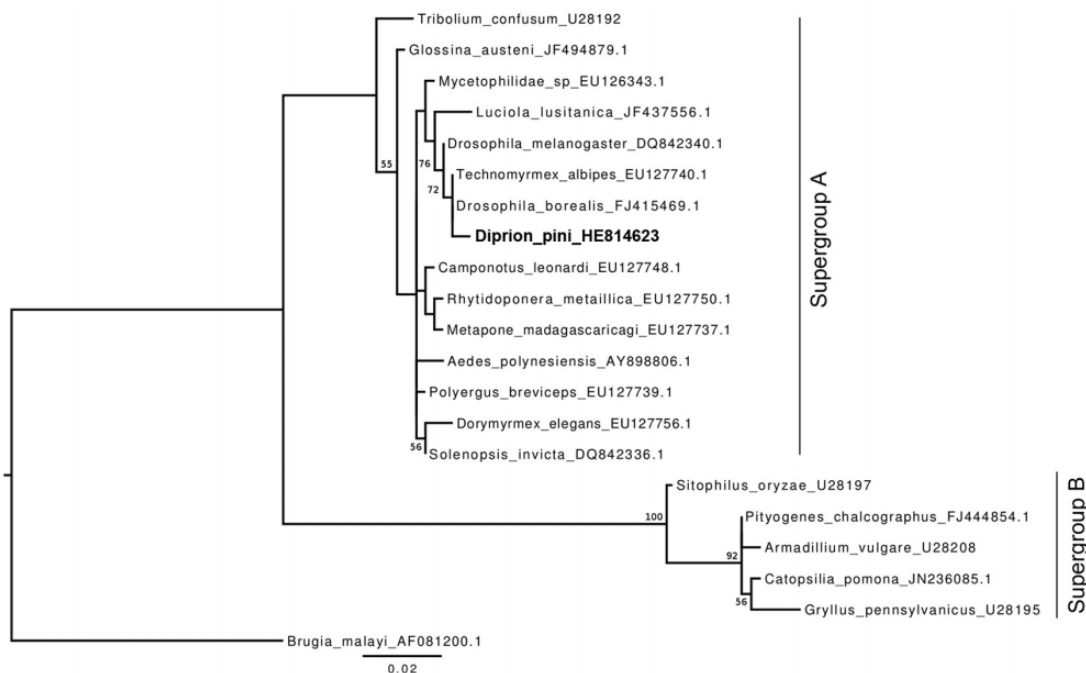 Tribolium_confusum_U28192
Glossina_austeni_JF494879.1
Mycetophilidae_sp_EU126343.1
Luciola_lusitanica_JF437556.1
Drosophila_melanogaster_DQ842340.1
55
76
Technomyrmex_albipes_EU127740.1
72
Drosophila_borealis_FJ415469.1
Diprion_pini_HE814623
Camponotus_leonardi_EU127748.1
Rhytidoponera_metaillica_EU127750.1
Metapone_madagascaricagi_EU127737.1
Aedes_polynesiensis_AY898806.1
Polyergus_breviceps_EU127739.1
Dorymyrmex_elegans_EU127756.1
56
Solenopsis_invicta_DQ842336.1
Supergroup A
Sitophilus_oryzae_U28197
100
Pityogenes_chalcographus_FJ444854.1
Armadillium_vulgare_U28208
92
Catopsilia_pomona_JN236085.1
56
Gryllus_pennsylvanicus_U28195
Supergroup B
Brugia_malayi_AF081200.1
0.02